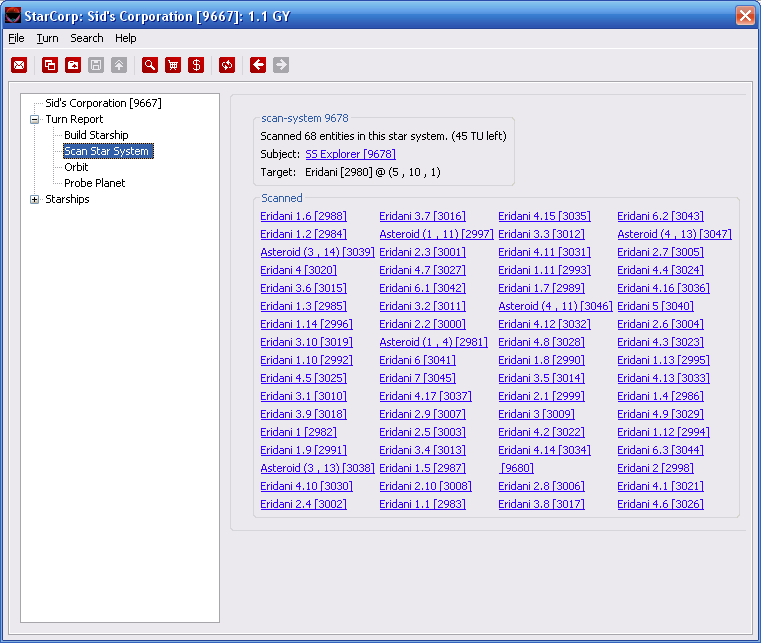 StarCorp: Sid's Corporation [9667]: 1.1 GY
File Turn Search Help
Sid's Corporation [9667]
Turn Report
Build Starship
Scan Star System
Orbit
Probe Planet
Starships
scan-system 9678
Scanned 68 entities in this star system. (45 TU left)
Subject: SS Explorer [9678]
Target: Eridani [2980] @ (5 , 10 , 1)
Scanned
Eridani 1.6 [2988] Eridani 3.7 [3016] Eridani 4.15 [3035] Eridani 6.2 [3043]
Eridani 1.2 [2984] Asteroid (1 , 11) [2997] Eridani 3.3 [3012] Asteroid (4 , 13) [3047]
Asteroid (3 , 14) [3039] Eridani 2.3 [3001] Eridani 4.11 [3031] Eridani 2.7 [3005]
Eridani 4 [3020] Eridani 4.7 [3027] Eridani 1.11 [2993] Eridani 4.4 [3024]
Eridani 3.6 [3015] Eridani 6.1 [3042] Eridani 1.7 [2989] Eridani 4.16 [3036]
Eridani 1.3 [2985] Eridani 3.2 [3011] Asteroid (4 , 11) [3046] Eridani 5 [3040]
Eridani 1.14 [2996] Eridani 2.2 [3000] Eridani 4.12 [3032] Eridani 2.6 [3004]
Eridani 3.10 [3019] Asteroid (1 , 4) [2981] Eridani 4.8 [3028] Eridani 4.3 [3023]
Eridani 1.10 [2992] Eridani 6 [3041] Eridani 1.8 [2990] Eridani 1.13 [2995]
Eridani 4.5 [3025] Eridani 7 [3045] Eridani 3.5 [3014] Eridani 4.13 [3033]
Eridani 3.1 [3010] Eridani 4.17 [3037] Eridani 2.1 [2999] Eridani 1.4 [2986]
Eridani 3.9 [3018] Eridani 2.9 [3007] Eridani 3 [3009] Eridani 4.9 [3029]
Eridani 1 [2982] Eridani 2.5 [3003] Eridani 4.2 [3022] Eridani 1.12 [2994]
Eridani 1.9 [2991] Eridani 3.4 [3013] Eridani 4.14 [3034] Eridani 6.3 [3044]
Asteroid (3 , 13) [3038] Eridani 1.5 [2987] [9680] Eridani 2 [2998]
Eridani 4.10 [3030] Eridani 2.10 [3008] Eridani 2.8 [3006] Eridani 4.1 [3021]
Eridani 2.4 [3002] Eridani 1.1 [2983] Eridani 3.8 [3017] Eridani 4.6 [3026]